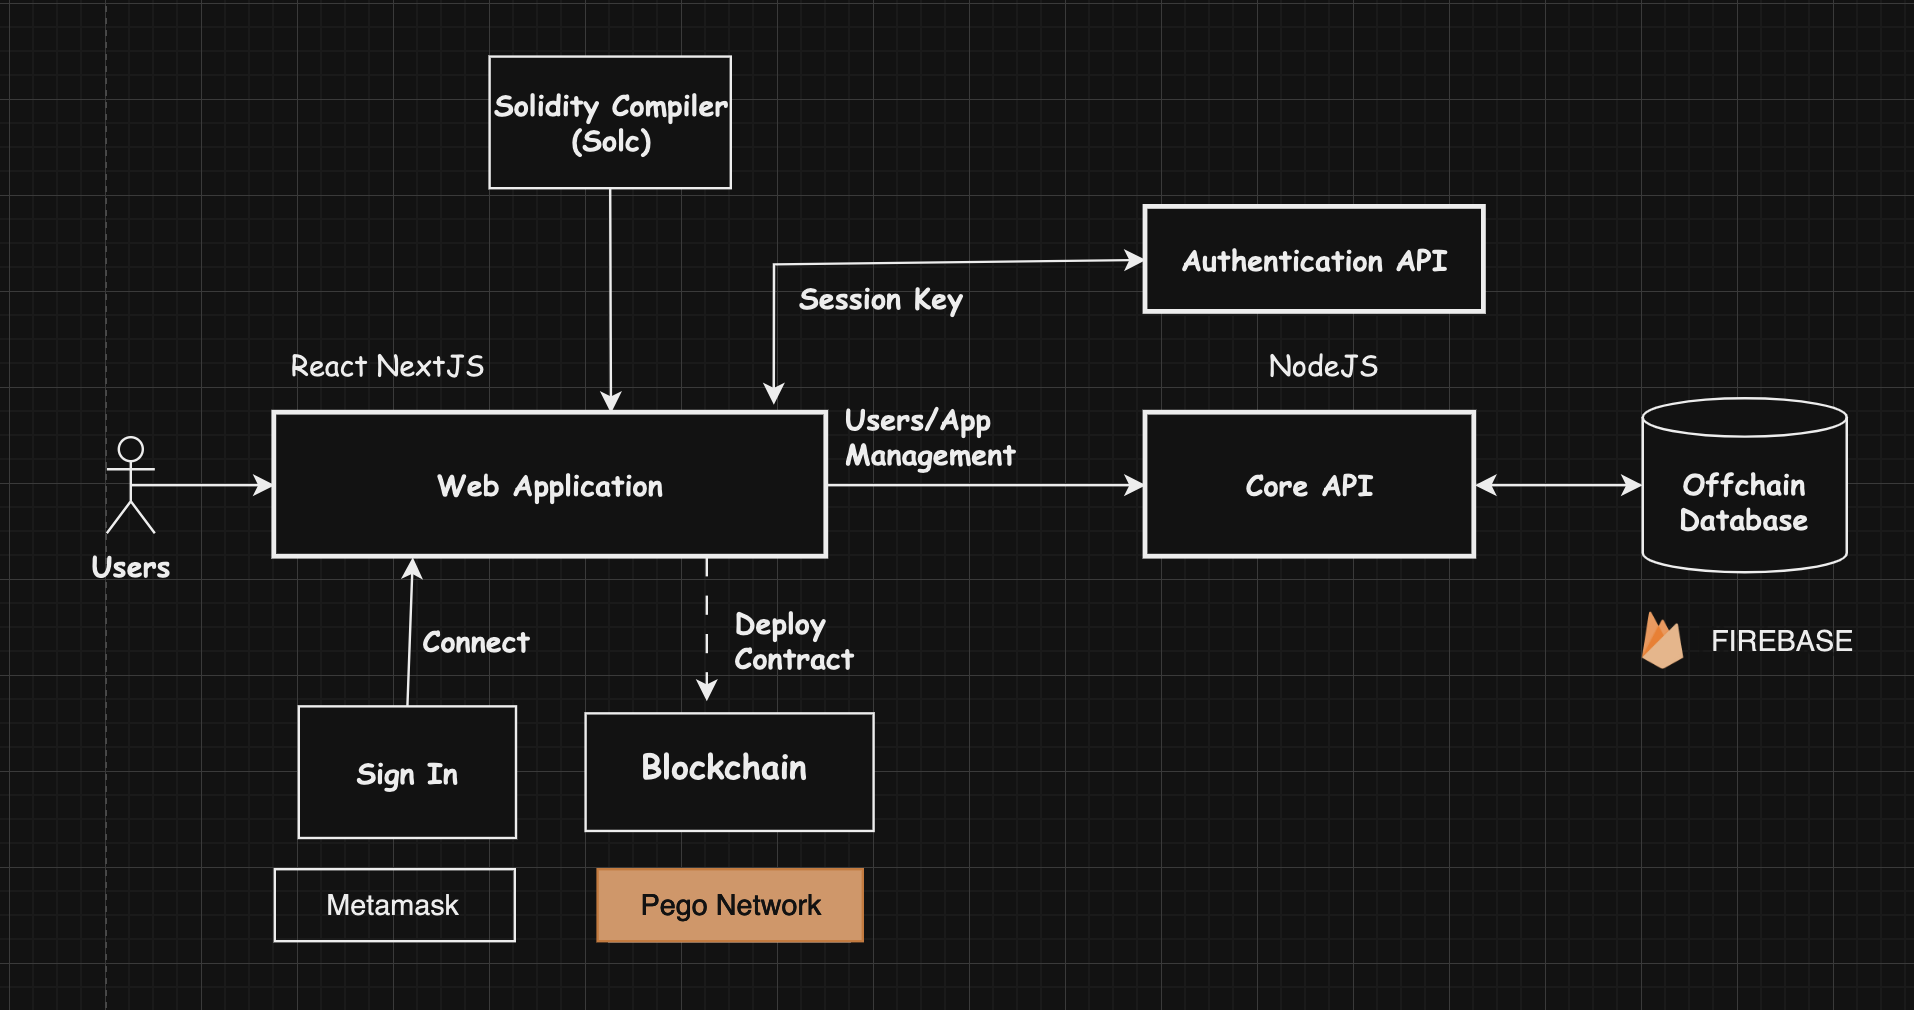 Solidity Compiler
(Solc)
Authentication API
Session Key
React NextJS
NodeJS
Users/App
Management
Web Application
Core API
Offchain
Database
Users
Connect
Deploy
Contract
FIREBASE
Sign In
Blockchain
Metamask
Pego Network